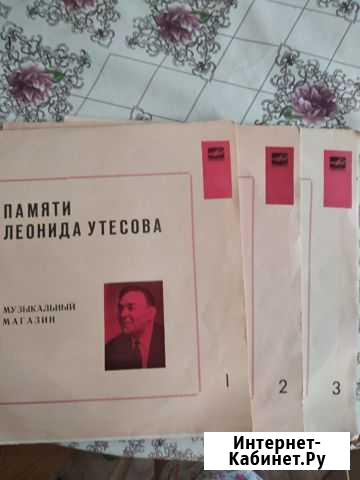 ПАМЯТИ
ЛЕОНИДА УТЕСОВА
МУЗЫКАЛЬНЫЙ
МАГАЗИН
1
2
3
Интернет-
Кабинет.Ру